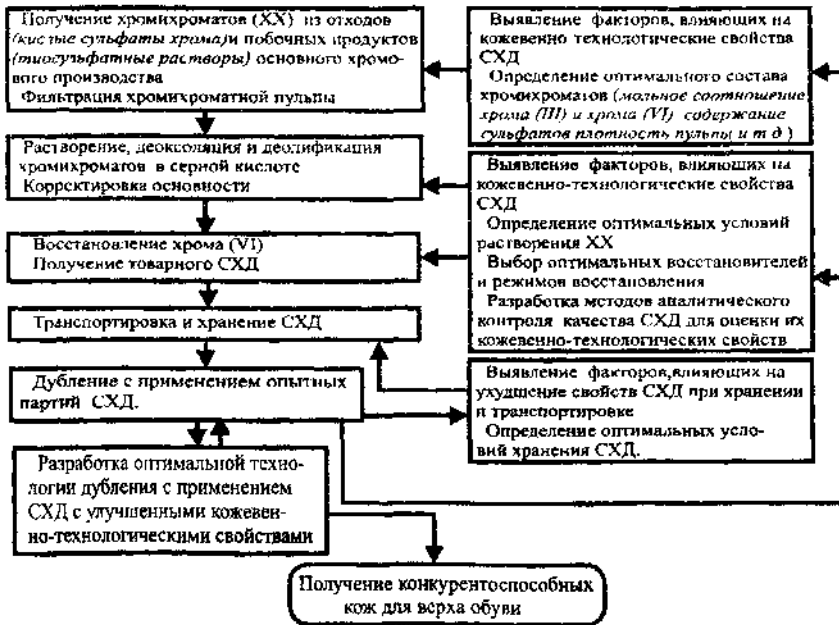 Получение хромихроматов (ХХ) из отходов
(кислые сульфаты хрома) и побочных продуктов
(тиосульфатные растворы) основного хромо-
вого производства
Фильтрация хромихроматной пульпы
Растворение, деоксоляция и деолификация
хромихроматов в серной кислоте
Корректировка основности
Восстановление хрома (VI)
Получение товарного СХД
Транспортировка и хранение СХД
Дубление с применением опытных
партий СХД.
Разработка оптимальной техно-
логии дубления с применением
СХД с улучшенными кожевен-
но-технологическими свойствами
Выявление факторов, влияющих на
кожевенно технологические свойства
СХД
Определение оптимального состава
хромихроматов (мольное соотношение
хрома (III) и хрома (VI) содержание
сульфатов плотность пульпы и т д )
Выявление факторов, влияющих на
кожевенно-технологические свойства
СХД
Определение оптимальных условий
растворения ХХ
Выбор оптимальных восстановителей
и режимов восстановления
Разработка методов аналитического
контроля качества СХД для оценки их
кожевенно-технологических свойств
Выявление факторов,влияющих на
ухудшение свойств СХД при хранении
и транспортировке
Определение оптимальных усло-
вий хранения СХД.
Получение конкурентоспособных
кож для верха обуви